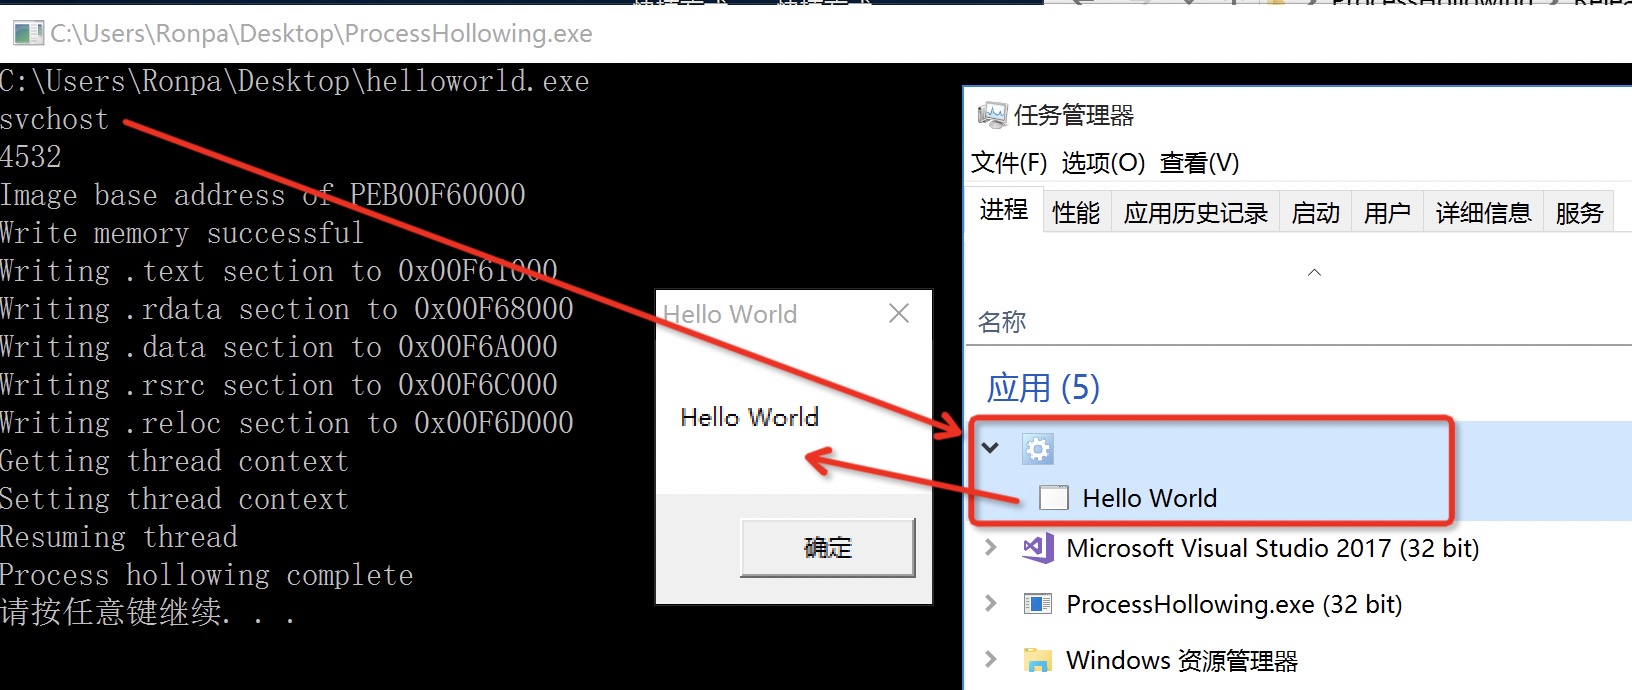 C:\Users\Ronpa\Desktop\ProcessHollowing.exe
C:\Users\Ronpa\Desktop\helloworld.exe
svchost
4532
Image base address of PEB00F60000
Write memory successful
Writing .text section to 0x00F61000
Writing .rdata section to 0x00F68000
Writing .data section to 0x00F6A000
Writing .rsrc section to 0x00F6C000
Writing .reloc section to 0x00F6D000
Getting thread context
Setting thread context
Resuming thread
Process hollowing complete
请按任意键继续. . .
Hello World
Hello World
确定
任务管理器
文件(F) 选项(O) 查看(V)
进程 性能 应用历史记录 启动 用户 详细信息 服务
名称
应用 (5)
Hello World
Microsoft Visual Studio 2017 (32 bit)
ProcessHollowing.exe (32 bit)
Windows 资源管理器